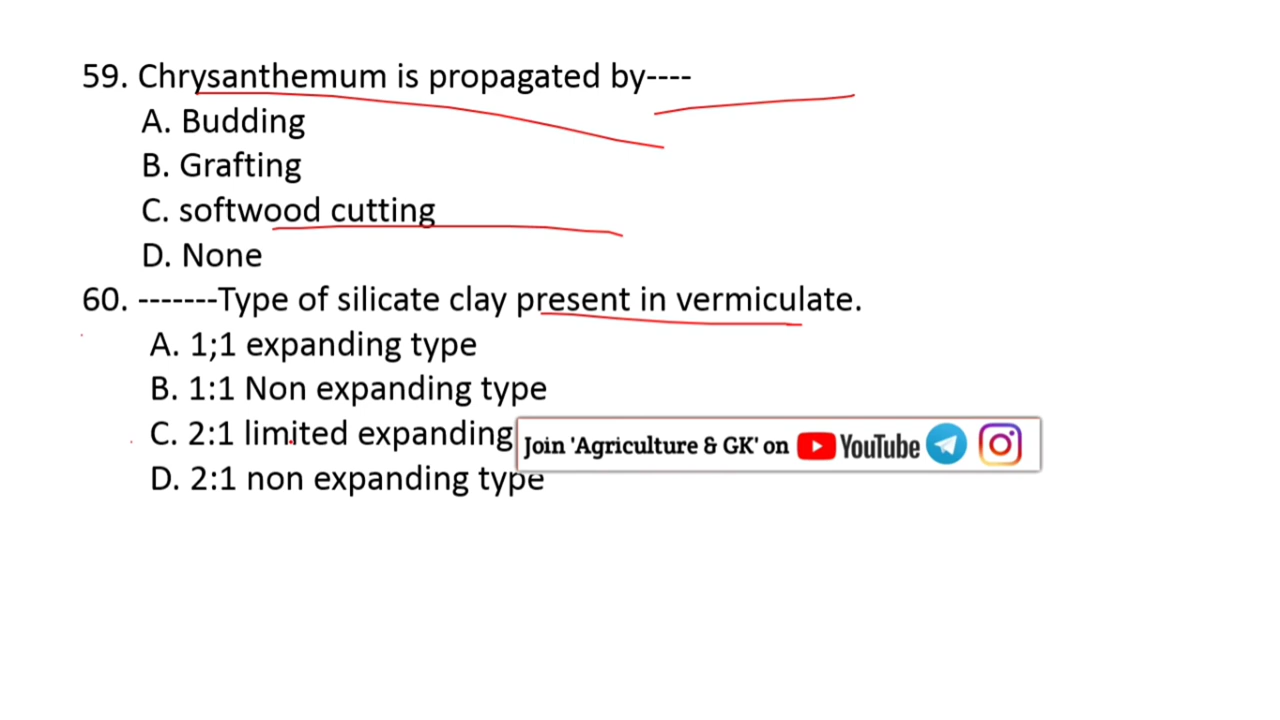 59. Chrysanthemum is propagated by----
A. Budding
B. Grafting
C. softwood cutting
D. None
60. -------Type of silicate clay present in vermiculate.
A. 1;1 expanding type
B. 1:1 Non expanding type
C. 2:1 limited expanding
Join 'Agriculture & GK' on YouTube
D. 2:1 non expanding type